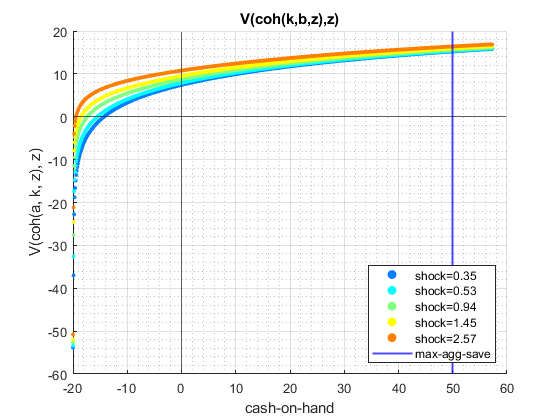 V(coh(k,b,z),z)
20
10
0
-10
-20
-30
-40
-50
-60
V(coh(a, k, z), z)
shock=0.35
shock=0.53
shock=0.94
shock=1.45
shock=2.57
max-agg-save
-20 -10 0 10 20 30 40 50 60
cash-on-hand